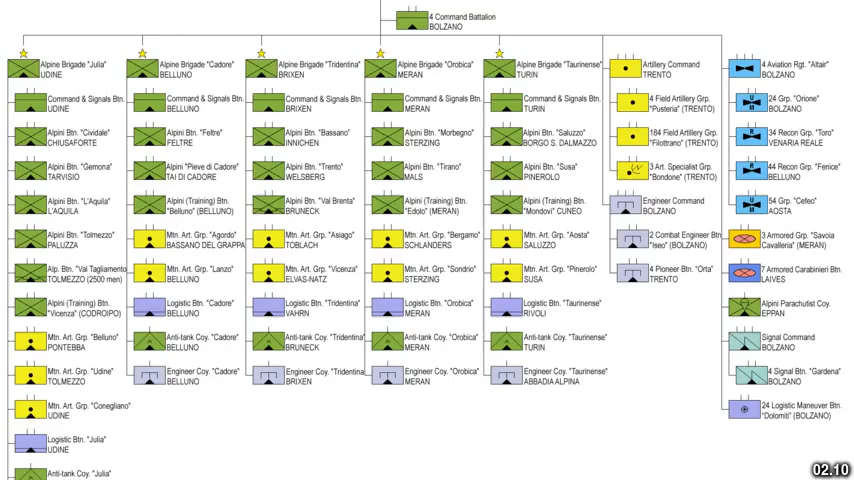 4 Command Battalion
BOLZANO
Alpine Brigade "Julia"
UDINE
Command & Signals Btn.
UDINE
Alpini Btn. "Cividale"
CHIUSAFORTE
Alpini Btn. "Gemona"
TARVISIO
Alpini Btn. "L'Aquila
L'AQUILA
Alpini Btn. "Tolmezzo"
PALUZZA
Alp. Btn. "Val Tagliamento
TOLMEZZO (2500 men)
Alpini (Training) Btn.
"Vicenza" (CODROIPO)
Mtn. Art. Grp. "Belluno"
PONTEBBA
Mtn. Art. Grp. "Udine"
TOLMEZZO
Mtn. Art. Grp. "Conegliano"
UDINE
Logistic Btn. "Julia"
UDINE
Anti-tank Coy. "Julia"
Alpine Brigade "Cadore"
BELLUNO
Command & Signals Btn.
BELLUNO
Alpini Btn. "Feltre"
FELTRE
Alpini "Pieve di Cadore"
TAI DI CADORE
Alpini (Training) Btn.
"Belluno" (BELLUNO)
Mtn. Art. Grp. "Agordo"
BASSANO DEL GRAPPA
Mtn. Art. Grp. "Lanzo"
BELLUNO
Logistic Btn. "Cadore"
BELLUNO
Anti-tank Coy. "Cadore"
BELLUNO
Engineer Coy. "Cadore"
BELLUNO
Alpine Brigade "Tridentina"
BRIXEN
Command & Signals Btn.
BRIXEN
Alpini Btn. "Bassano"
INNICHEN
Alpini Btn. "Trento"
WELSBERG
Alpini Btn. "Val Brenta"
BRUNECK
Mtn. Art. Grp. "Asiago"
TOBLACH
Mtn. Art. Grp. "Vicenza"
ELVAS-NATZ
Logistic Btn. "Tridentina"
VAHRN
Anti-tank Coy. "Tridentina"
BRUNECK
Engineer Coy. "Tridentina
BRIXEN
Alpine Brigade "Orobica"
MERAN
Command & Signals Btn.
MERAN
Alpini Btn. "Morbegno"
STERZING
Alpini Btn. "Tirano"
MALS
Alpini (Training) Btn.
"Edolo" (MERAN)
Mtn. Art. Grp. "Bergamo"
SCHLANDERS
Mtn. Art. Grp. "Sondrio"
STERZING
Logistic Btn. "Orobica"
MERAN
Anti-tank Coy. "Orobica"
MERAN
Engineer Coy. "Orobica"
MERAN
Alpine Brigade "Taurinense"
TURIN
Command & Signals Btn.
TURIN
Alpini Btn. "Saluzzo"
BORGO S. DALMAZZO
Alpini Btn. "Susa"
PINEROLO
Alpini (Training) Btn.
"Mondovi" CUNEO
Mtn. Art. Grp. "Aosta"
SALUZZO
Mtn. Art. Grp. "Pinerolo"
SUSA
Logistic Btn. "Taurinense"
RIVOLI
Anti-tank Coy. "Taurinense"
TURIN
Engineer Coy. "Taurinense"
ABBADIA ALPINA
Artillery Command
TRENTO
4 Field Artillery Grp.
"Pusteria" (TRENTO)
184 Field Artillery Grp.
"Filottrano" (TRENTO)
3 Art. Specialist Grp.
"Bondone" (TRENTO)
Engineer Command
BOLZANO
2 Combat Engineer Btn
"Iseo" (BOLZANO)
4 Pioneer Btn. "Orta"
TRENTO
4 Aviation Rgt. "Altair"
BOLZANO
24 Grp. "Orione"
BOLZANO
34 Recon Grp. "Toro"
VENARIA REALE
44 Recon Grp. "Fenice"
BELLUNO
54 Grp. "Cefeo"
AOSTA
3 Armored Grp. "Savoia
Cavalleria" (MERAN)
7 Armored Carabinieri Btn.
LAIVES
Alpini Parachutist Coy.
EPPAN
Signal Command
BOLZANO
4 Signal Btn. "Gardena"
BOLZANO
24 Logistic Maneuver Btn.
"Dolomiti" (BOLZANO)
U
M
R
R
U
M
02.10